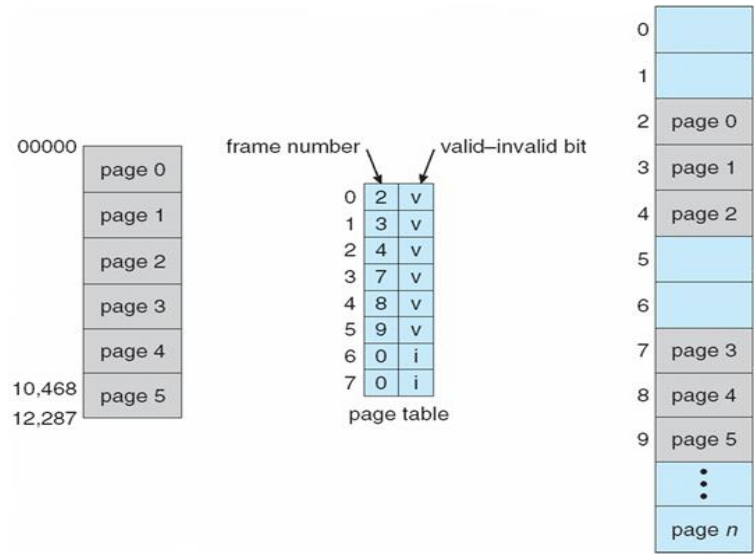 00000
page 0
page 1
page 2
page 3
page 4
10,468
page 5
12,287
frame number
valid–invalid bit
0 2 v
1 3 v
2 4 v
3 7 v
4 8 v
5 9 v
6 0 i
7 0 i
page table
0
1
2 page 0
3 page 1
4 page 2
5
6
7 page 3
8 page 4
9 page 5
page n